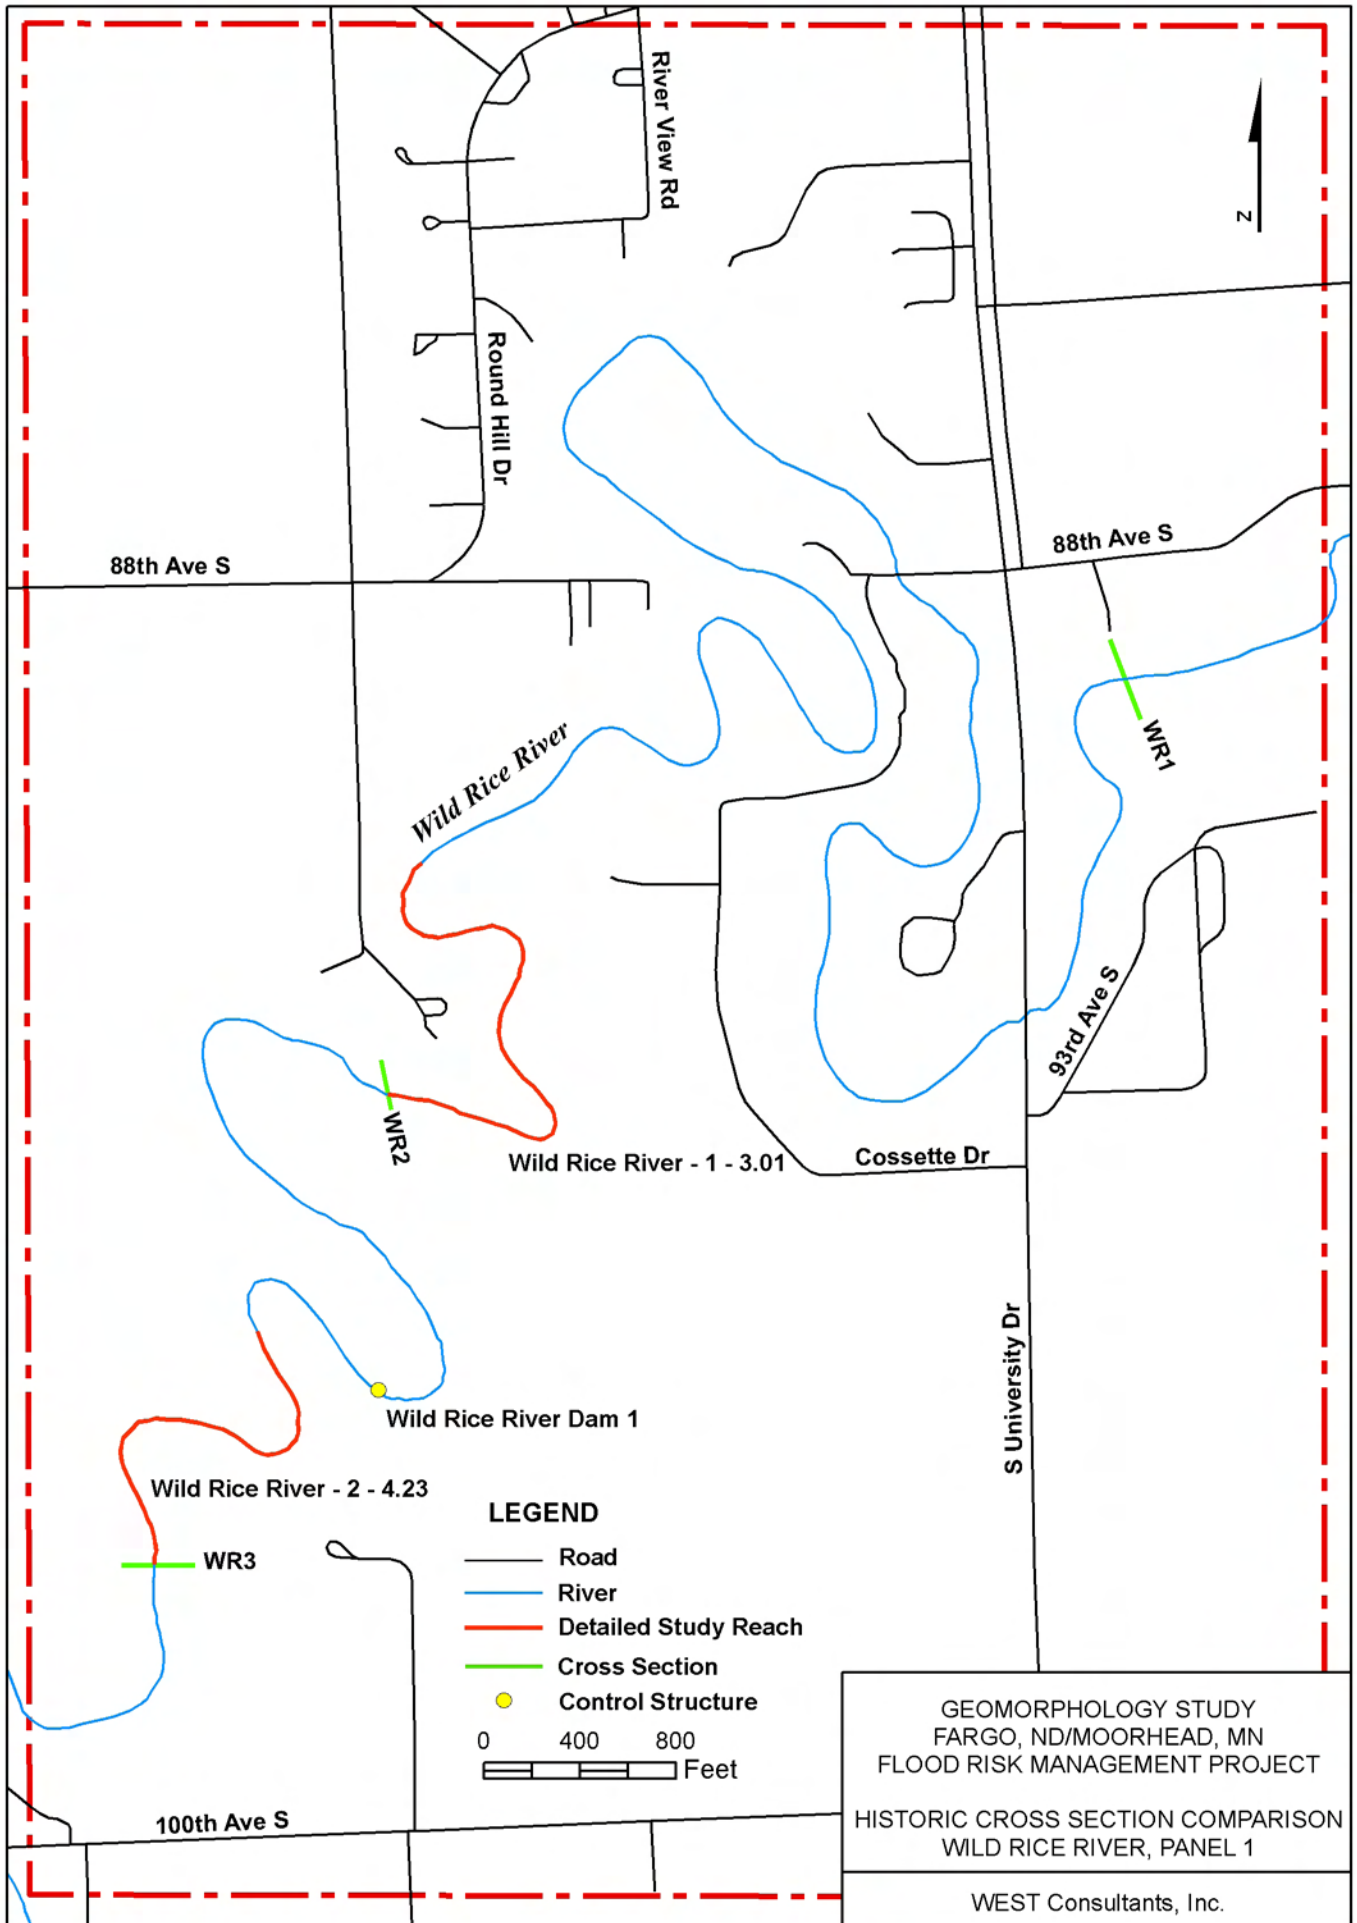 River View Rd
Z
Round Hill Dr
88th Ave S
88th Ave S
Wild Rice River
WR1
93rd Ave S
WR2
Wild Rice River - 1 - 3.01
Cossette Dr
S University Dr
Wild Rice River Dam 1
Wild Rice River - 2 - 4.23
WR3
LEGEND
Road
River
Detailed Study Reach
Cross Section
Control Structure
0 400 800
Feet
100th Ave S
GEOMORPHOLOGY STUDY
FARGO, ND/MOORHEAD, MN
FLOOD RISK MANAGEMENT PROJECT
HISTORIC CROSS SECTION COMPARISON
WILD RICE RIVER, PANEL 1
WEST Consultants, Inc.